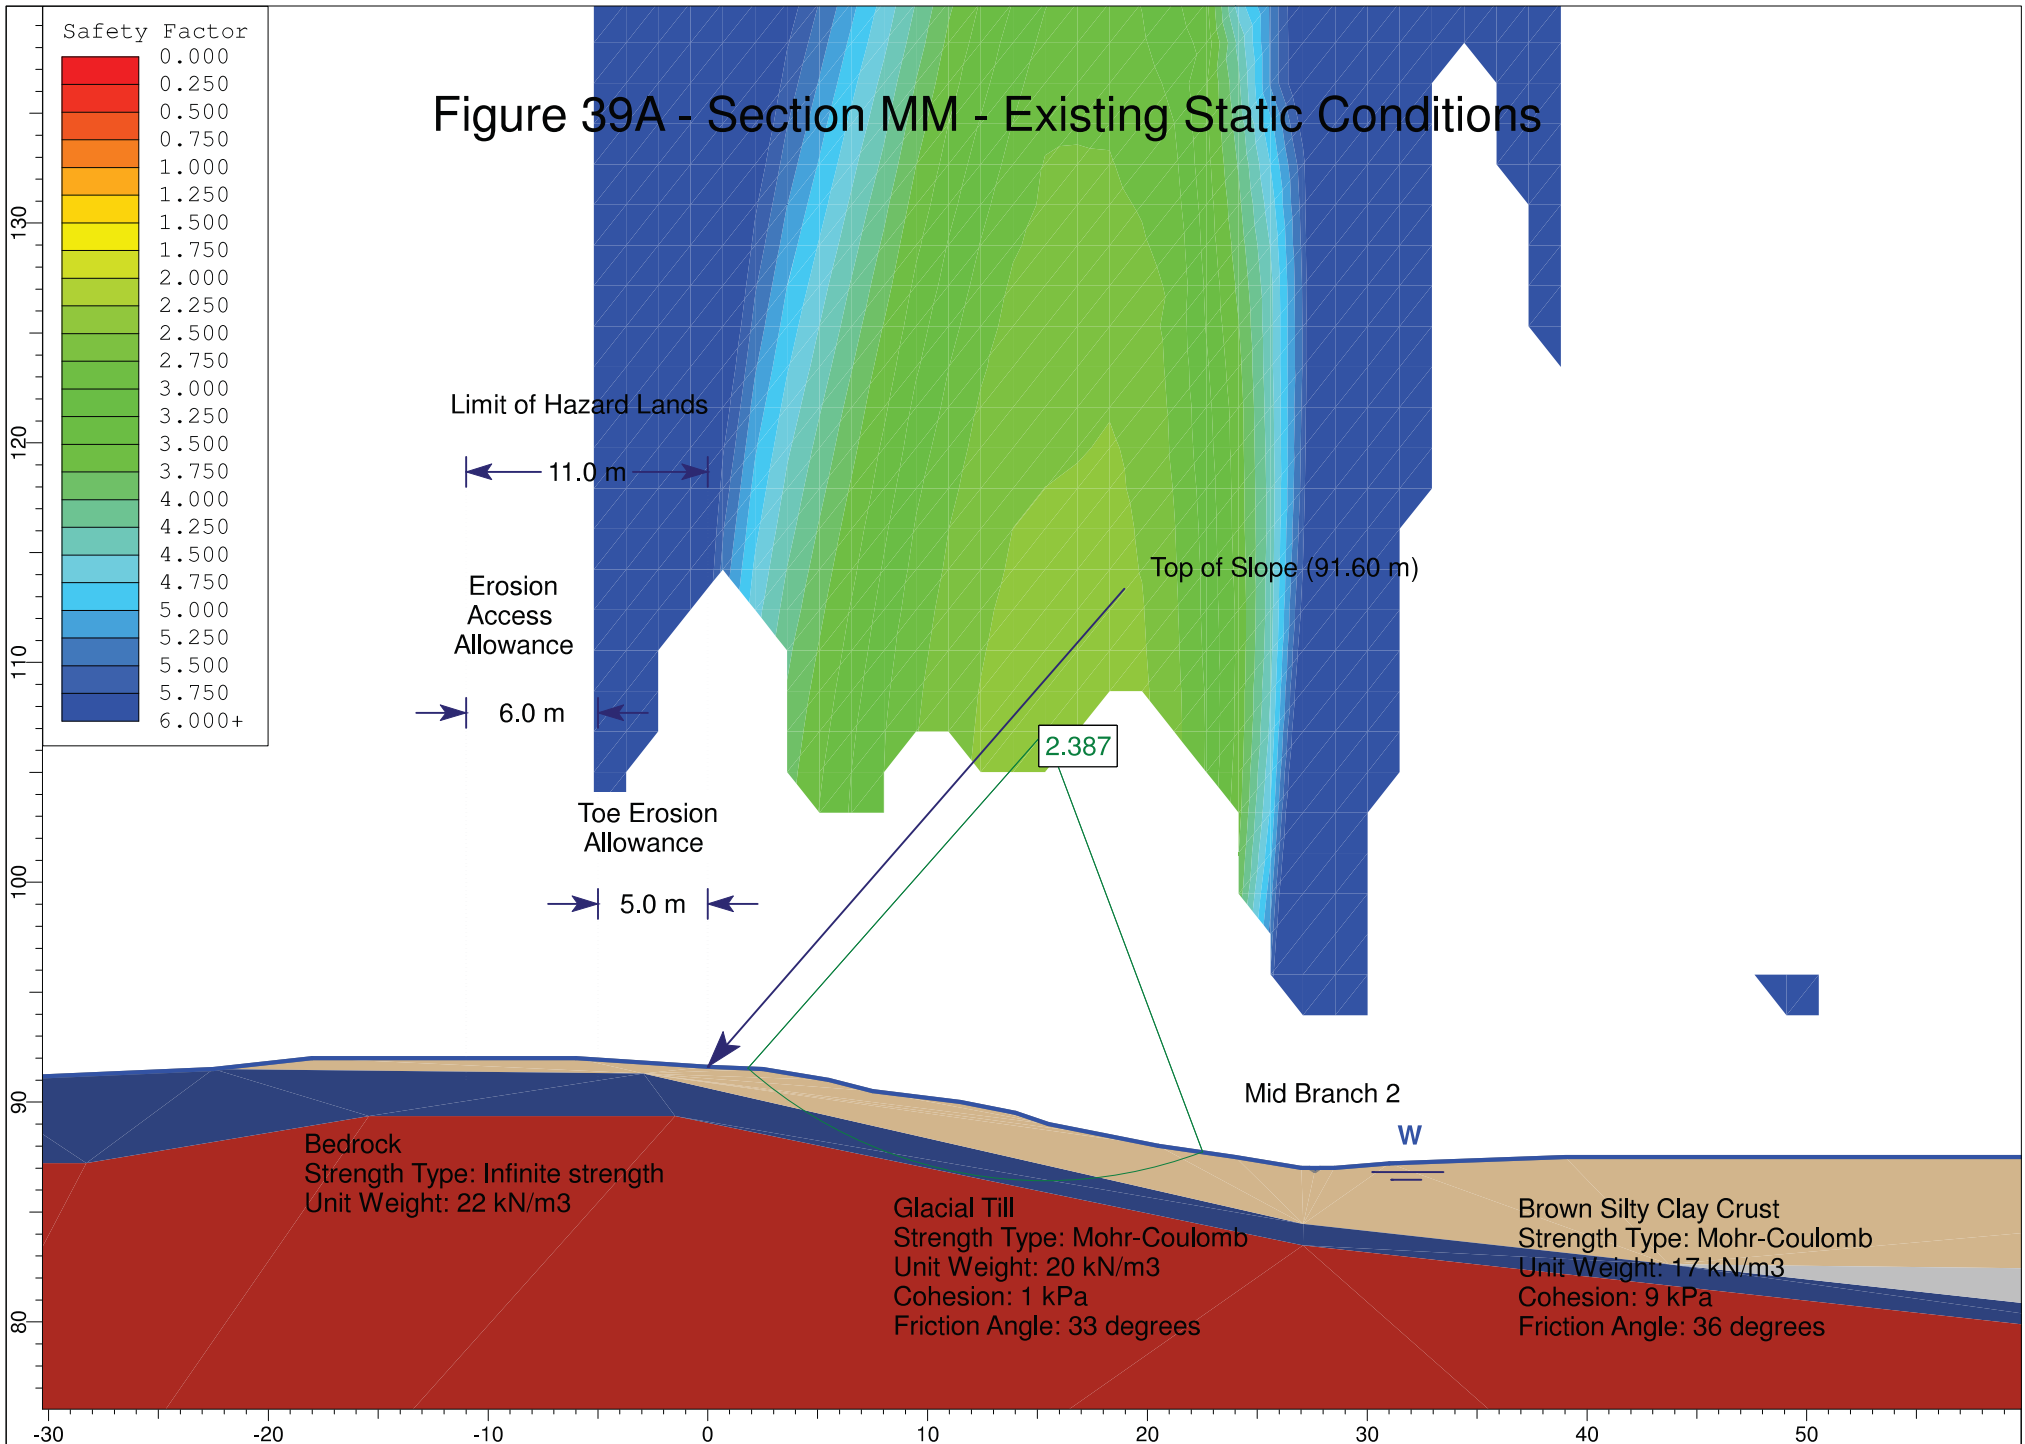 Safety Factor
0.000
0.250
0.500
0.750
1.000
1.250
1.500
1.750
2.000
2.250
2.500
2.750
3.000
3.250
3.500
3.750
4.000
4.250
4.500
4.750
5.000
5.250
5.500
5.750
6.000+
Figure 39A - Section MM - Existing Static Conditions
Limit of Hazard Lands
11.0 m
Top of Slope (91.60 m)
Erosion
Access
Allowance
6.0 m
2.387
Toe Erosion
Allowance
5.0 m
Mid Branch 2
W
Bedrock
Strength Type: Infinite strength
Unit Weight: 22 kN/m3
Glacial Till
Strength Type: Mohr-Coulomb
Unit Weight: 20 kN/m3
Cohesion: 1 kPa
Friction Angle: 33 degrees
Brown Silty Clay Crust
Strength Type: Mohr-Coulomb
Unit Weight: 17 kN/m3
Cohesion: 9 kPa
Friction Angle: 36 degrees
130
120
110
100
90
80
-30
-20
-10
0
10
20
30
40
50